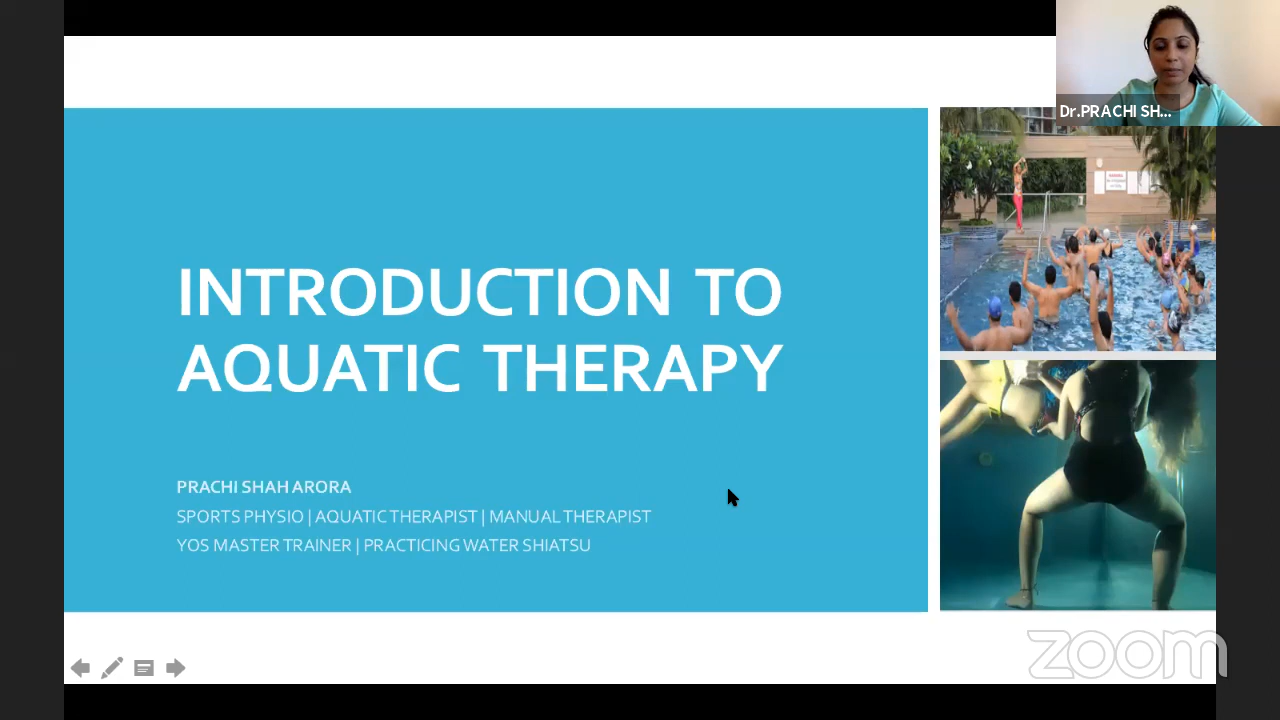 Dr.PRACHI SH...
INTRODUCTION TO
AQUATIC THERAPY
PRACHI SHAH ARORA
SPORTS PHYSIO | AQUATIC THERAPIST | MANUAL THERAPIST
YOS MASTER TRAINER | PRACTICING WATER SHIATSU
zoom